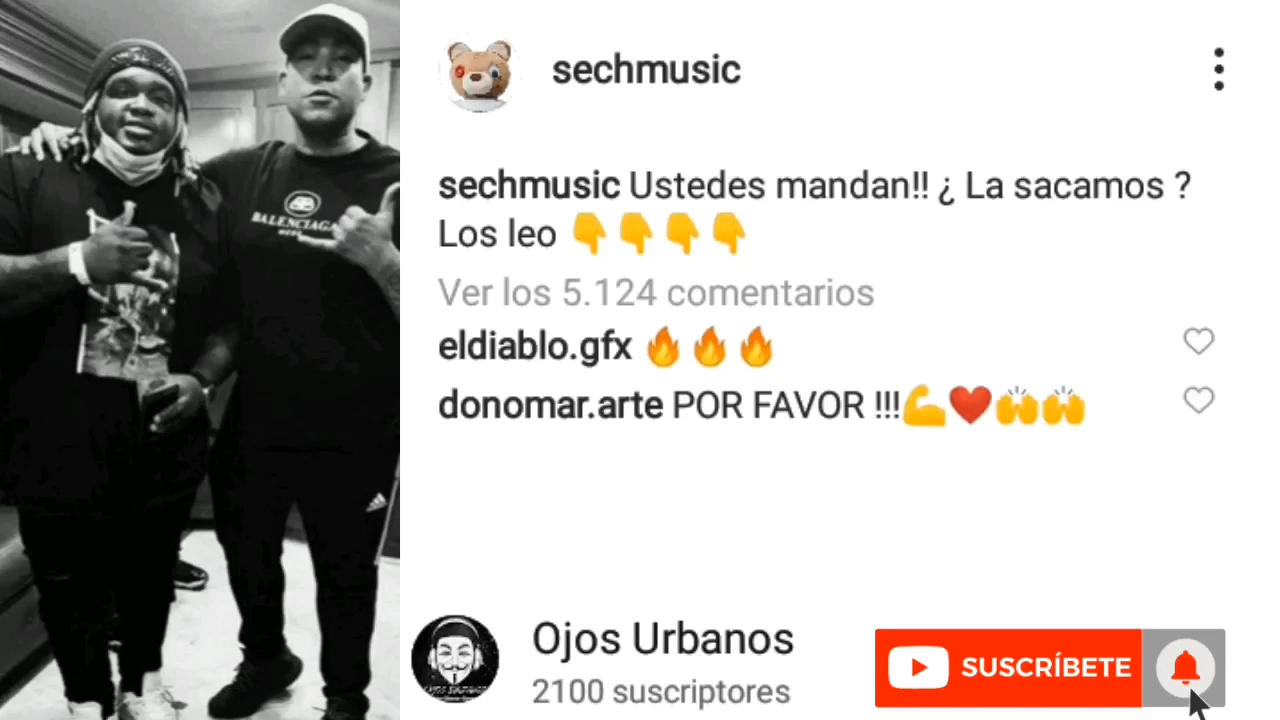 sechmusic
sechmusic Ustedes mandan!! ¿ La sacamos ?
Los leo 👇👇👇👇
Ver los 5.124 comentarios
eldiablo.gfx 🔥🔥🔥
donomar.arte POR FAVOR !!!💪❤️🙌🙌
BALENCIAGA
Ojos Urbanos
2100 suscriptores
SUSCRÍBETE